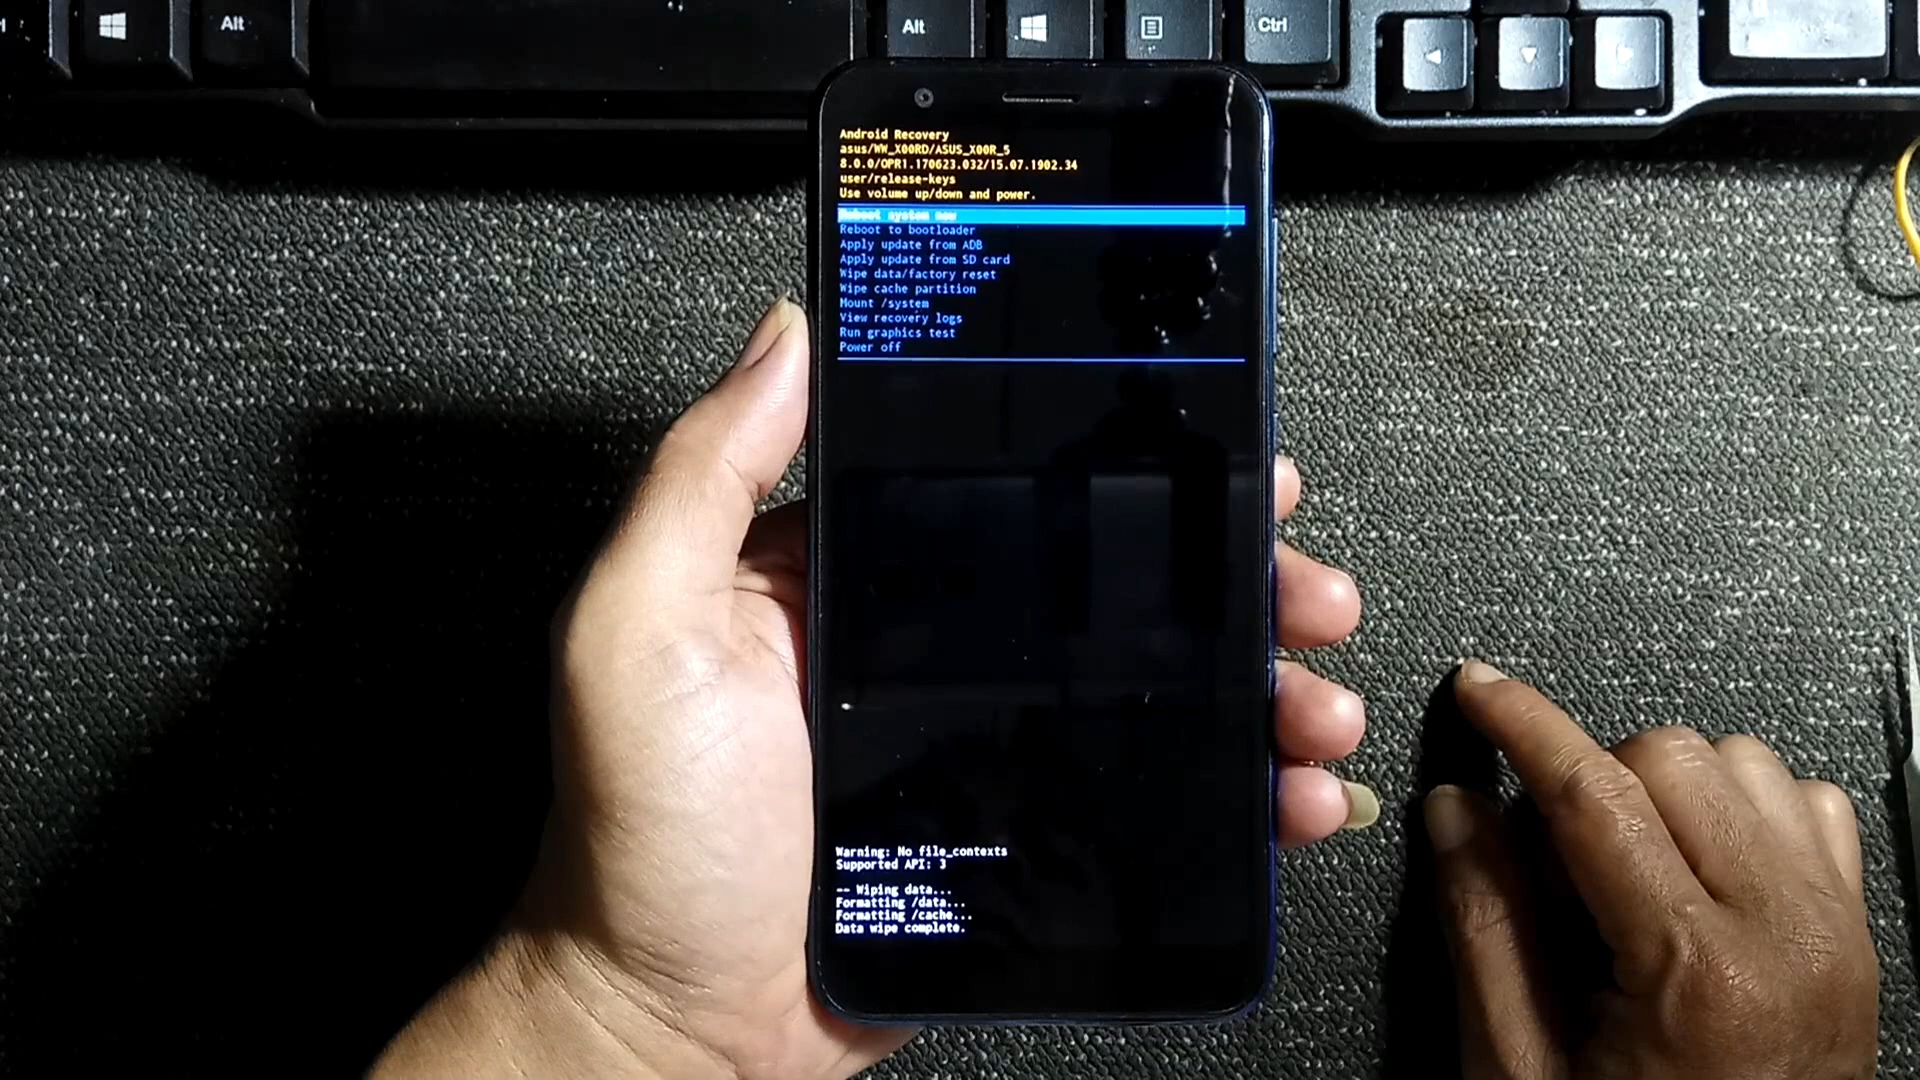 Alt
Alt
Ctrl
Android Recovery
asus/WW_X00RD/ASUS_X00R_5
8.0.0/OPR1.170623.032/15.07.1902.34
user/release-keys
Use volume up/down and power.
Reboot system now
Reboot to bootloader
Apply update from ADB
Apply update from SD card
Wipe data/factory reset
Wipe cache partition
Mount /system
View recovery logs
Run graphics test
Power off
Warning: No file_contexts
Supported API: 3
-- Wiping data...
Formatting /data...
Formatting /cache...
Data wipe complete.